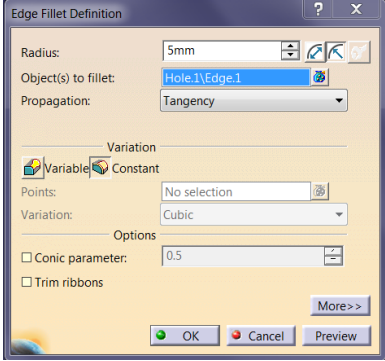 Edge Fillet Definition ? X
Radius: 5mm
Object(s) to fillet: Hole.1\Edge.1
Propagation: Tangency
Variation
Variable Constant
Points: No selection
Variation: Cubic
Options
Conic parameter: 0.5
Trim ribbons
More>>
OK Cancel Preview